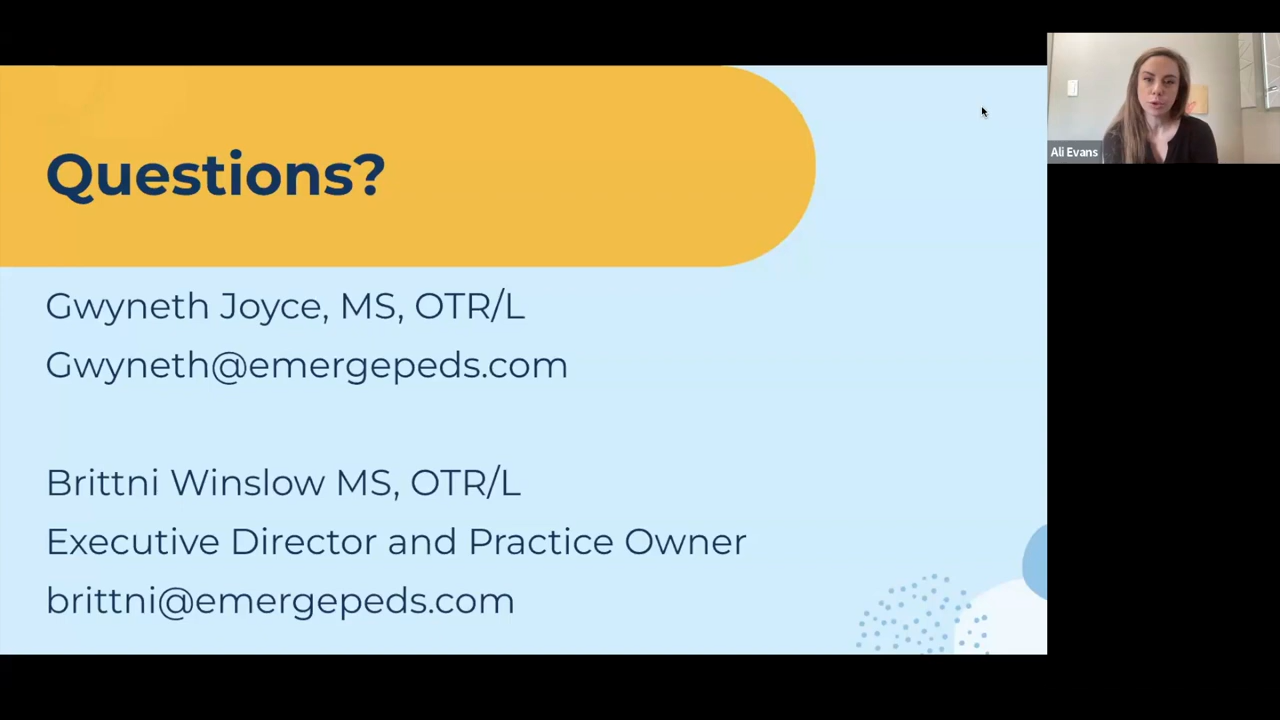 Questions?
Gwyneth Joyce, MS, OTR/L
Gwyneth@emergepeds.com
Brittni Winslow MS, OTR/L
Executive Director and Practice Owner
brittni@emergepeds.com
Ali Evans